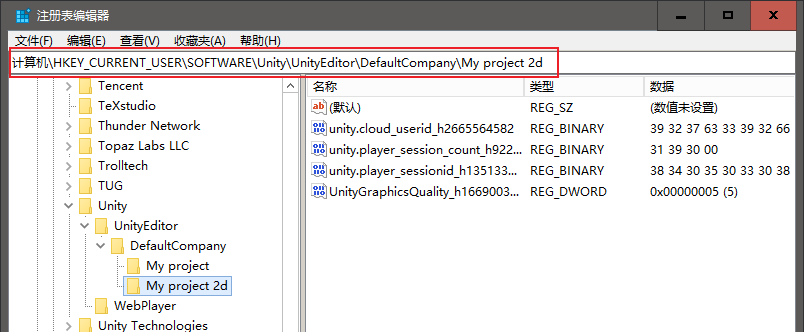 注册表编辑器
文件(F) 编辑(E) 查看(V) 收藏夹(A) 帮助(H)
计算机\HKEY_CURRENT_USER\SOFTWARE\Unity\UnityEditor\DefaultCompany\My project 2d
Tencent
TeXstudio
Thunder Network
Topaz Labs LLC
Trolltech
TUG
Unity
UnityEditor
DefaultCompany
My project
My project 2d
WebPlayer
Unity Technologies
名称 类型 数据
(默认) REG_SZ (数值未设置)
unity.cloud_userid_h2665564582 REG_BINARY 39 32 37 63 33 39 32 66
unity.player_session_count_h922... REG_BINARY 31 39 30 00
unity.player_sessionid_h135133... REG_BINARY 38 34 30 35 30 33 30 38
UnityGraphicsQuality_h1669003... REG_DWORD 0x00000005 (5)